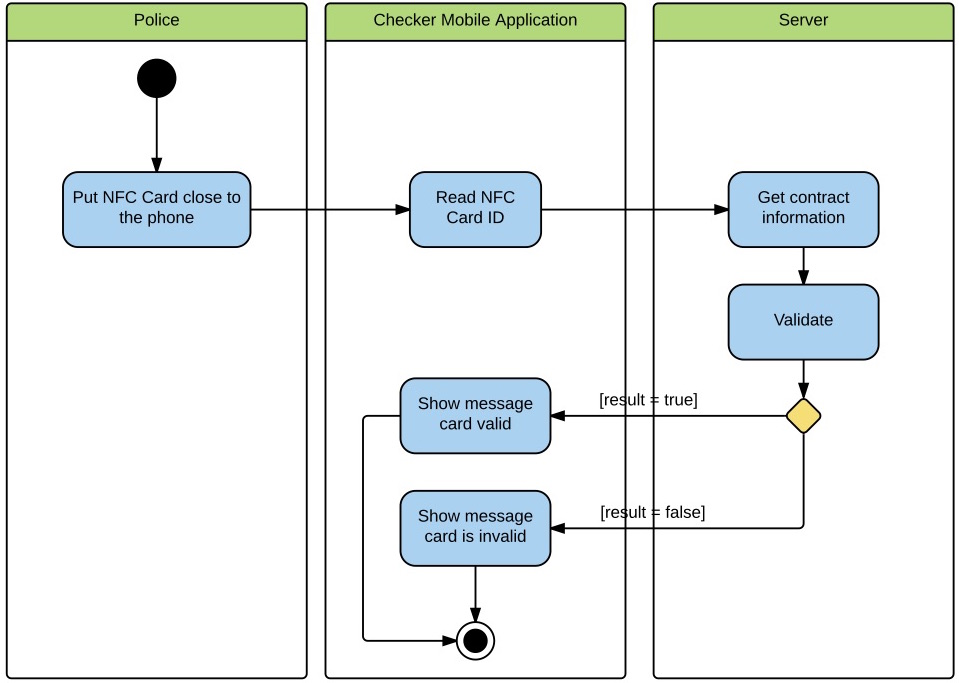 Police
Checker Mobile Application
Server
Put NFC Card close to
the phone
Read NFC
Card ID
Get contract
information
Validate
[result = true]
Show message
card valid
[result = false]
Show message
card is invalid